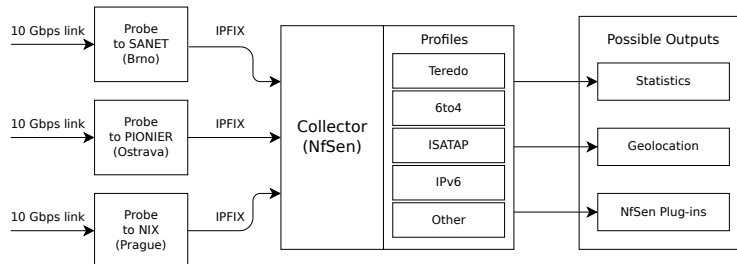 10 Gbps link
Probe
to SANET
(Brno)
IPFIX
10 Gbps link
Probe
to PIONIER
(Ostrava)
IPFIX
10 Gbps link
Probe
to NIX
(Prague)
IPFIX
Collector
(NfSen)
Profiles
Teredo
6to4
ISATAP
IPv6
Other
Possible Outputs
Statistics
Geolocation
NfSen Plug-ins